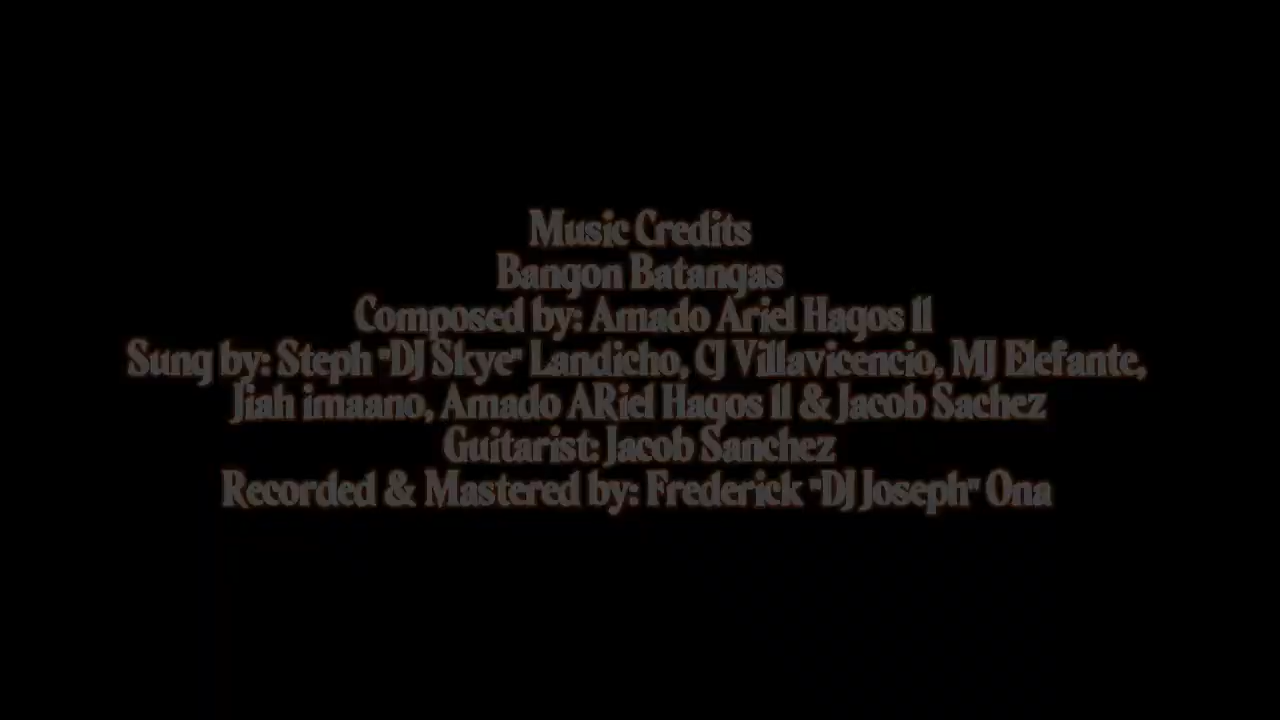 Music Credits
Bangon Batangas
Composed by: Amado Ariel Hagos II
Sung by: Steph "DJ Skye" Landicho, CJ Villavicencio, MJ Elefante,
Jiah imaano, Amado ARiel Hagos II & Jacob Sachez
Guitarist: Jacob Sanchez
Recorded & Mastered by: Frederick "DJ Joseph" Ona